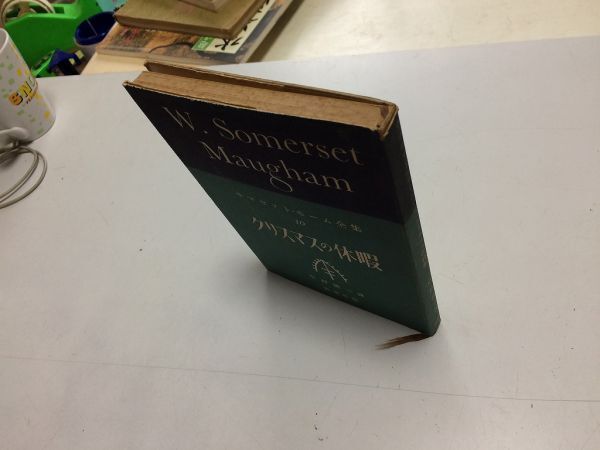 W. Somerset
Maugham
サマセット・モーム全集
10
クリスマスの休暇